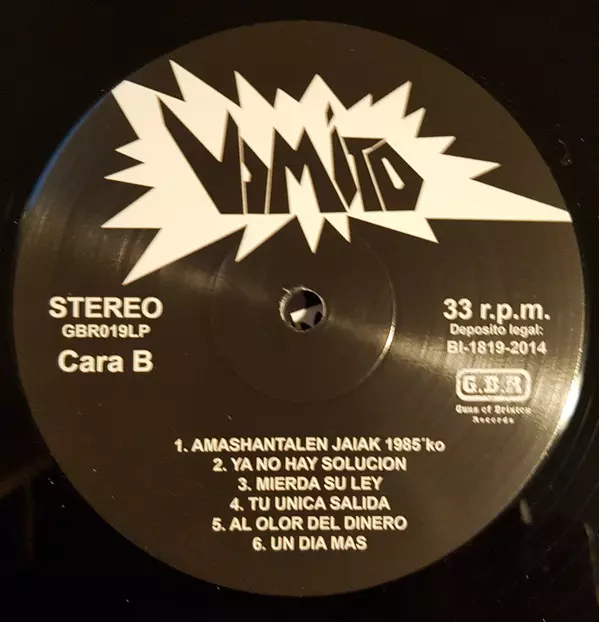 VOMITO
STEREO
GBR019LP
Cara B
33 r.p.m.
Deposito legal:
BI-1819-2014
G.B.R
Guns of Brixton
Records
1. AMASHANTALEN JAIAK 1985´ko
2. YA NO HAY SOLUCION
3. MIERDA SU LEY
4. TU UNICA SALIDA
5. AL OLOR DEL DINERO
6. UN DIA MAS